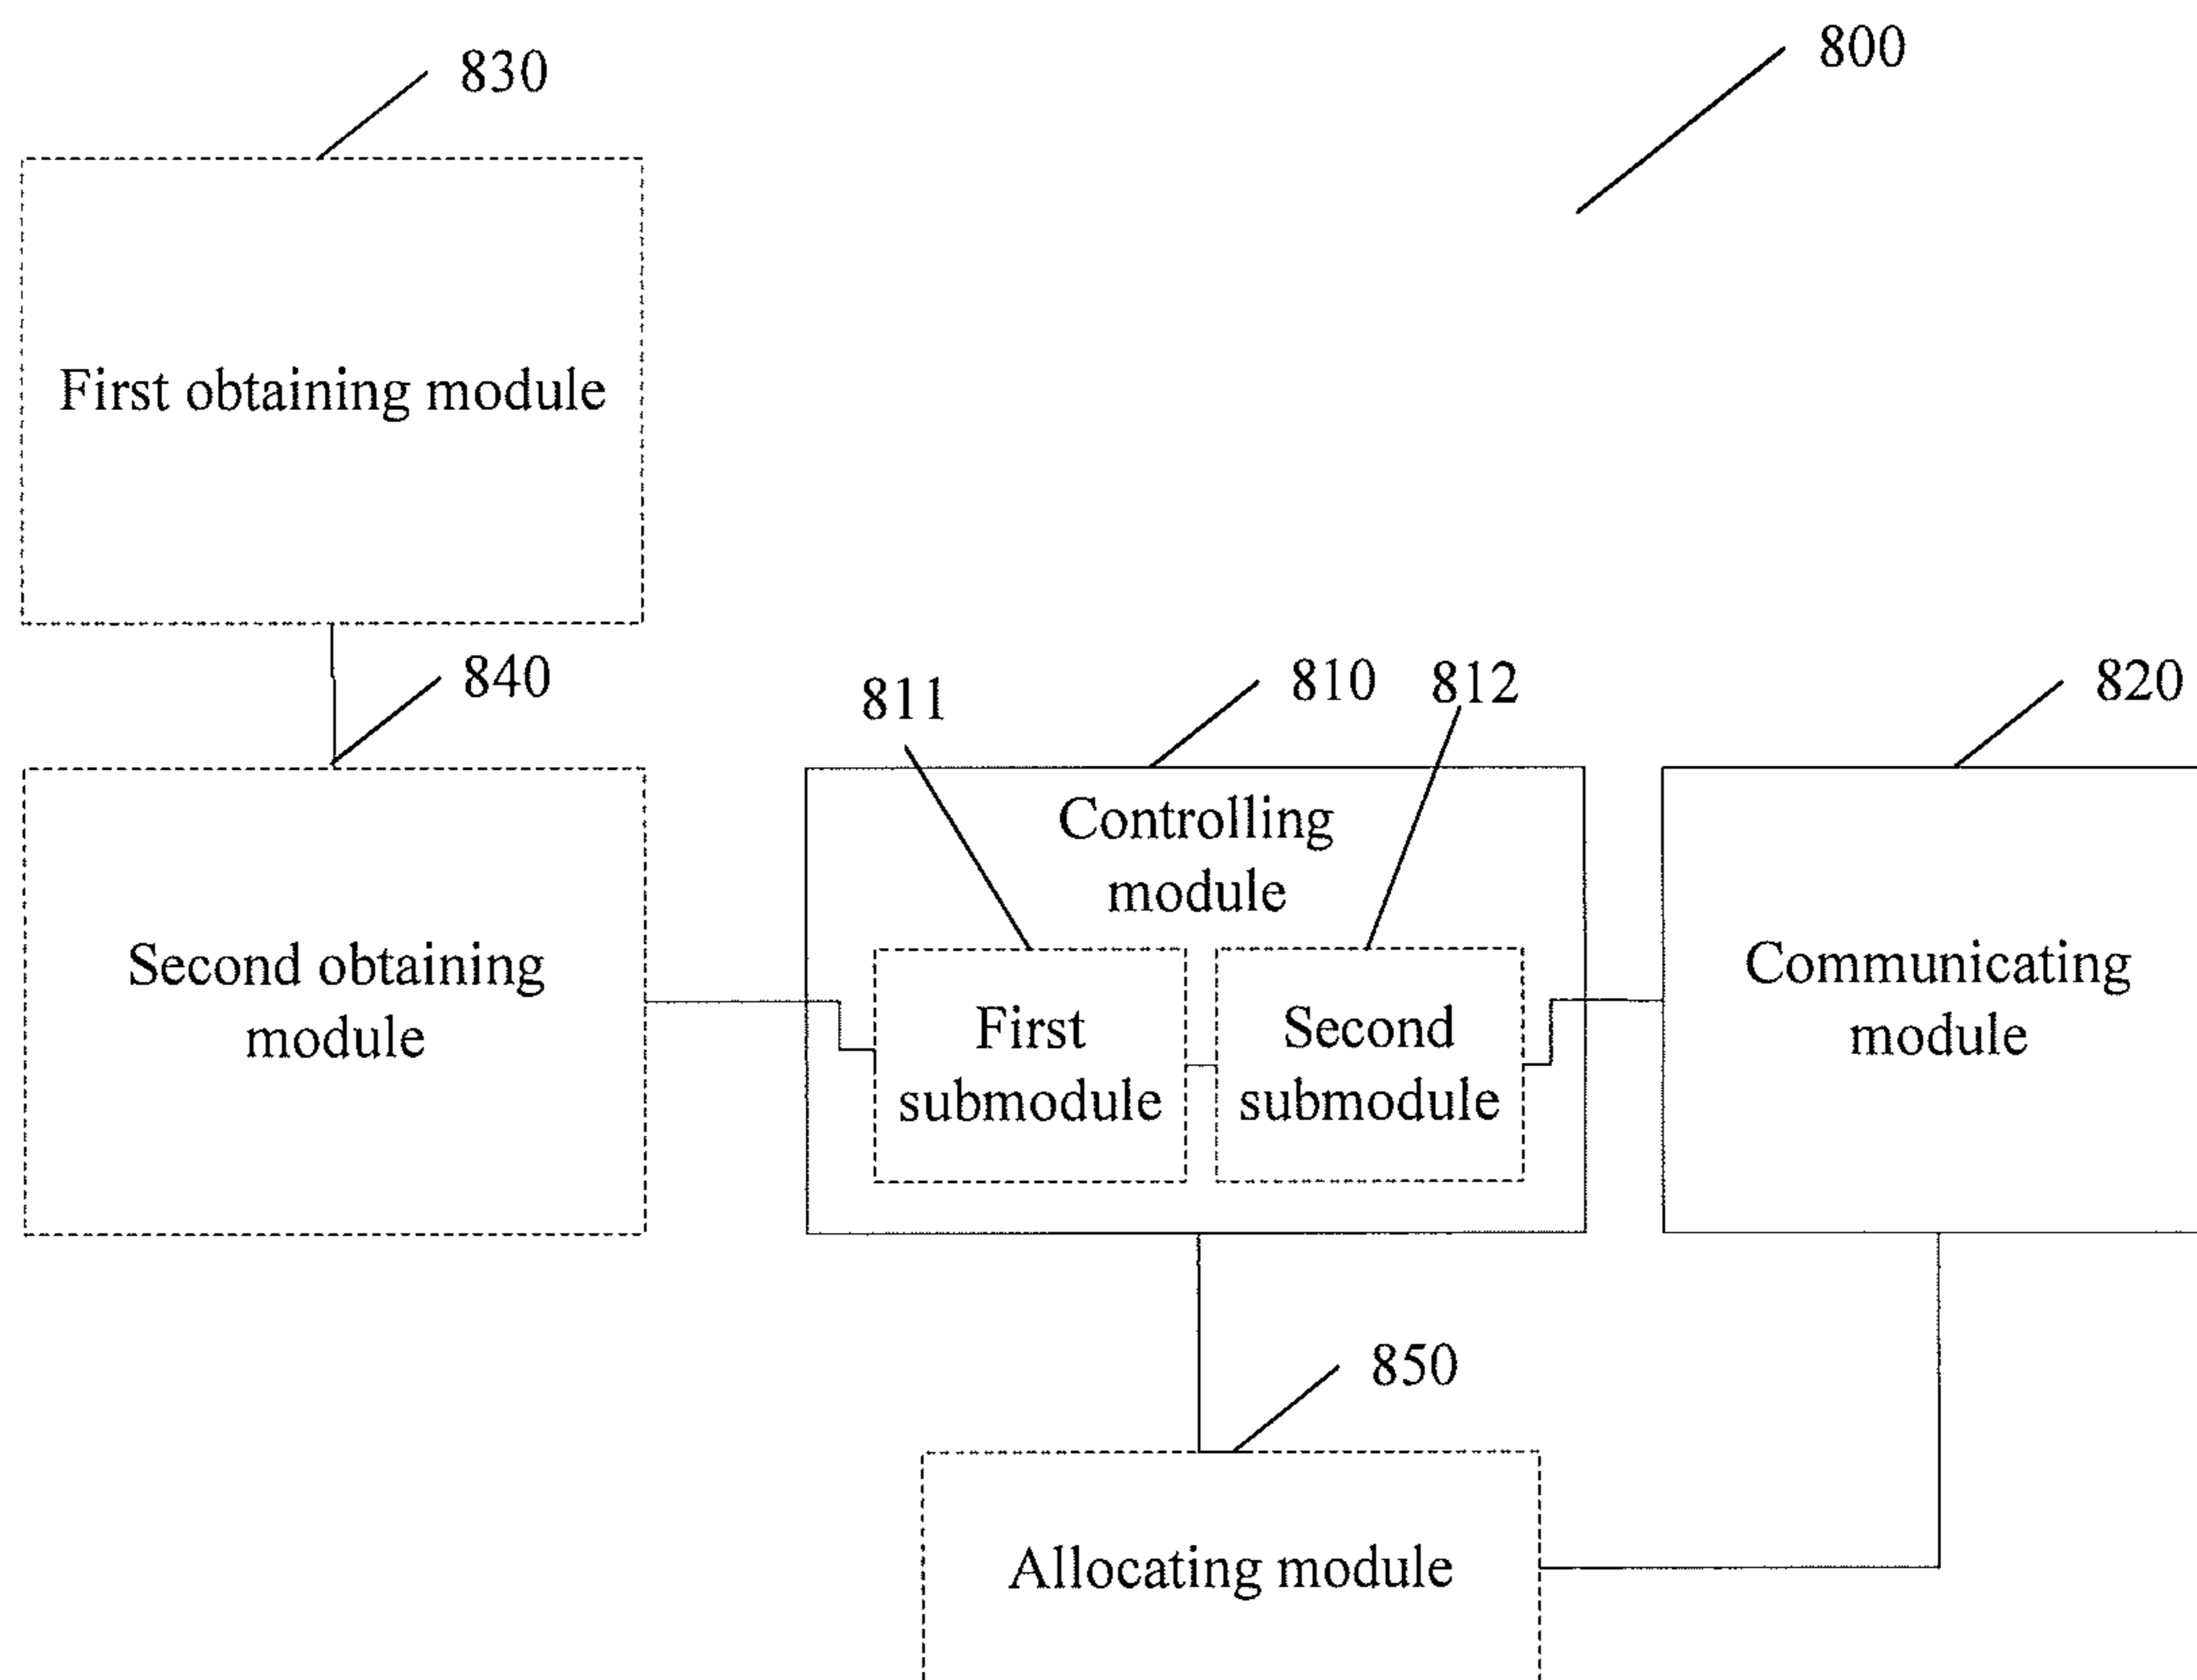 800
830
First obtaining module
840
811
810
812
820
Controlling
module
Second obtaining
module
First
submodule
Second
submodule
Communicating
module
850
Allocating module